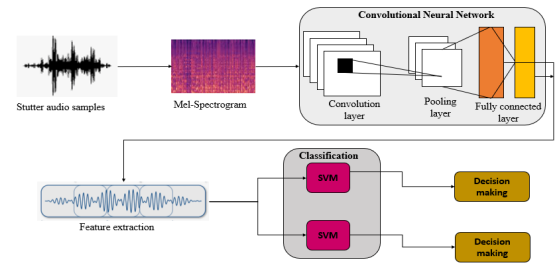 Convolutional Neural Network
Stutter audio samples
Mel-Spectrogram
Convolution
layer
Pooling
layer
Fully connected
layer
Classification
SVM
Decision
making
Feature extraction
SVM
Decision
making